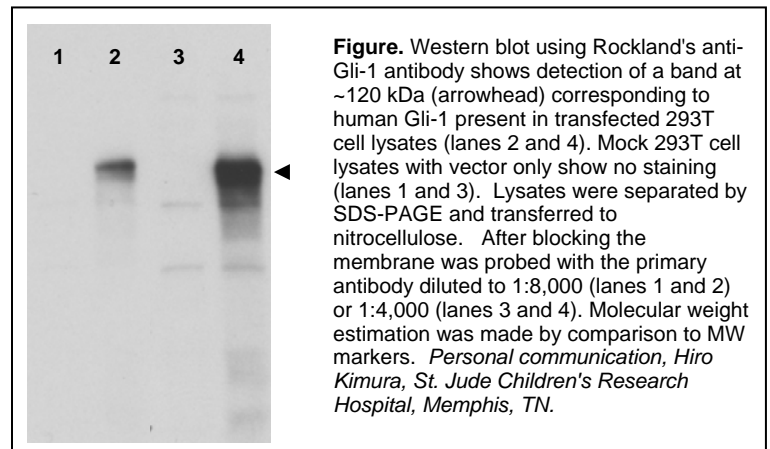 1 2 3 4
Figure. Western blot using Rockland's anti-
Gli-1 antibody shows detection of a band at
~120 kDa (arrowhead) corresponding to
human Gli-1 present in transfected 293T
cell lysates (lanes 2 and 4). Mock 293T cell
lysates with vector only show no staining
(lanes 1 and 3). Lysates were separated by
SDS-PAGE and transferred to
nitrocellulose. After blocking the
membrane was probed with the primary
antibody diluted to 1:8,000 (lanes 1 and 2)
or 1:4,000 (lanes 3 and 4). Molecular weight
estimation was made by comparison to MW
markers. Personal communication, Hiro
Kimura, St. Jude Children's Research
Hospital, Memphis, TN.